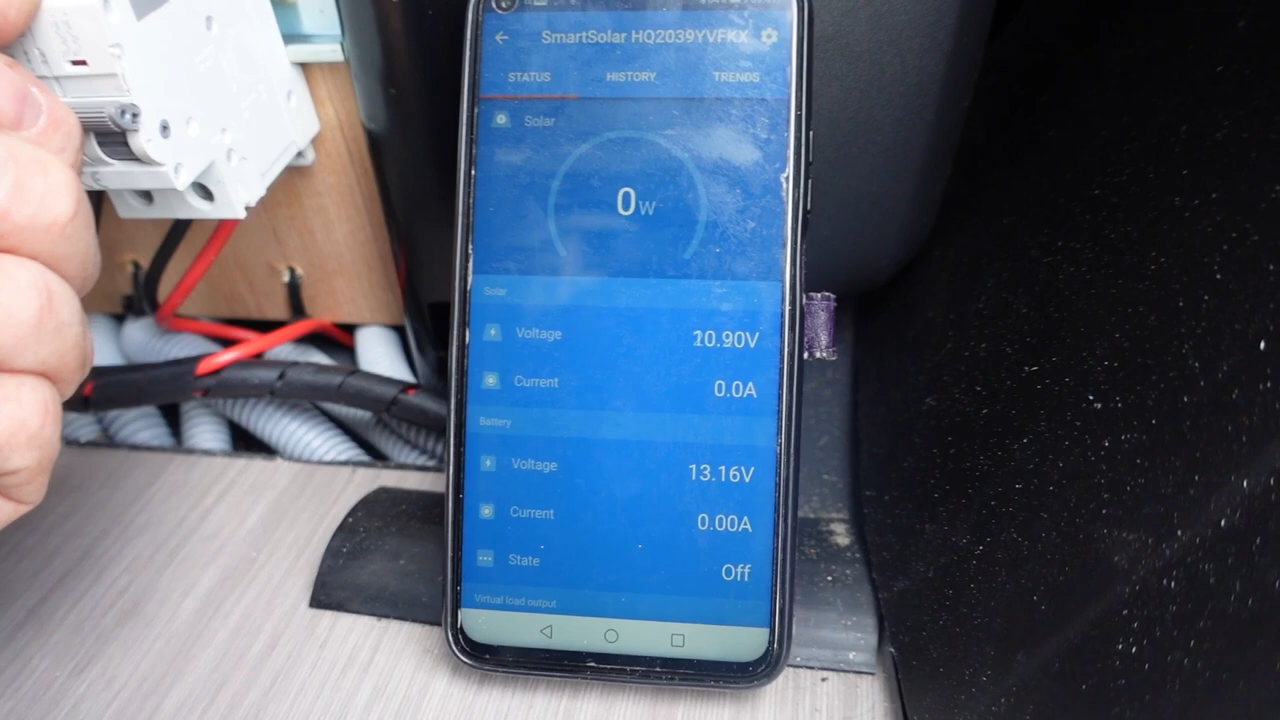 SmartSolar HQ2039YVFKX
STATUS HISTORY TRENDS
Solar
0W
Solar
Voltage 10.90V
Current 0.0A
Battery
Voltage 13.16V
Current 0.00A
State Off
Virtual load output